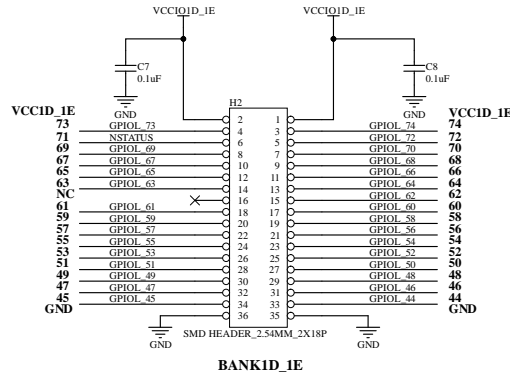 VCCIO1D_1E VCCIO1D_1E
C7 C8
0.1uF 0.1uF
GND GND
H2
VCC1D_1E 2 1 VCC1D_1E
73 GPIOL_73 4 3 GPIOL_74 74
71 NSTATUS 6 5 GPIOL_72 72
69 GPIOL_69 8 7 GPIOL_70 70
67 GPIOL_67 10 9 GPIOL_68 68
65 GPIOL_65 12 11 GPIOL_66 66
63 GPIOL_63 14 13 GPIOL_64 64
NC 16 15 GPIOL_62 62
61 GPIOL_61 18 17 GPIOL_60 60
59 GPIOL_59 20 19 GPIOL_58 58
57 GPIOL_57 22 21 GPIOL_56 56
55 GPIOL_55 24 23 GPIOL_54 54
53 GPIOL_53 26 25 GPIOL_52 52
51 GPIOL_51 28 27 GPIOL_50 50
49 GPIOL_49 30 29 GPIOL_48 48
47 GPIOL_47 32 31 GPIOL_46 46
45 GPIOL_45 34 33 GPIOL_44 44
GND 36 35 GND
SMD HEADER_2.54MM_2X18P
GND GND
BANK1D_1E